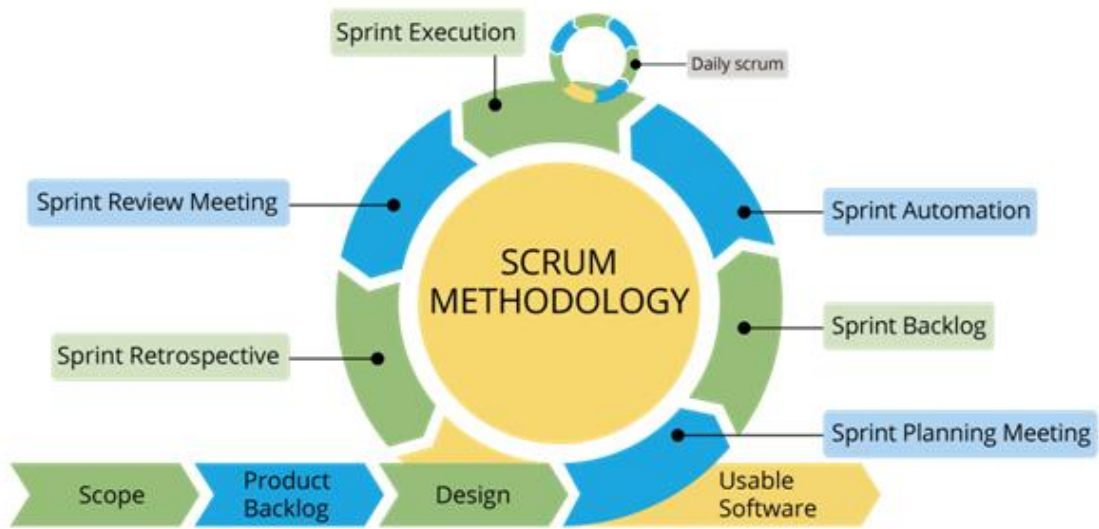 Sprint Execution
Daily scrum
Sprint Review Meeting
Sprint Automation
SCRUM
METHODOLOGY
Sprint Backlog
Sprint Retrospective
Sprint Planning Meeting
Scope
Product
Backlog
Design
Usable
Software